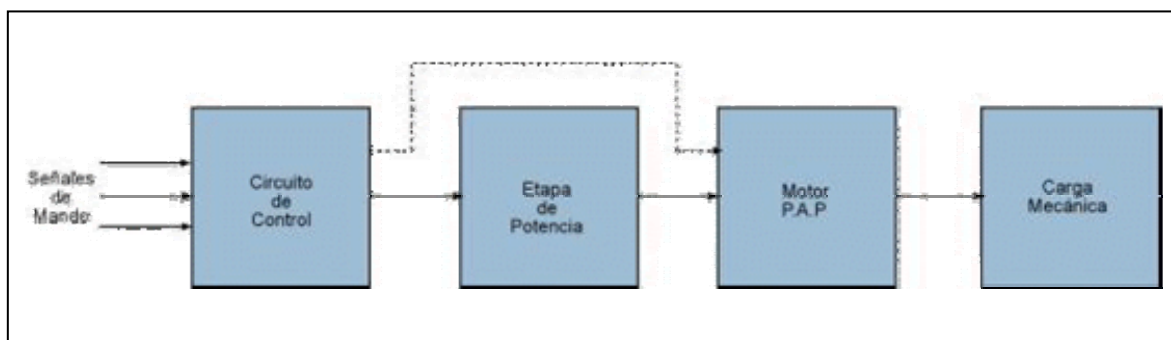 Señales
de
Mando
Circuito
de
Control
Etapa
de
Potencia
Motor
P.A.P
Carga
Mecánica